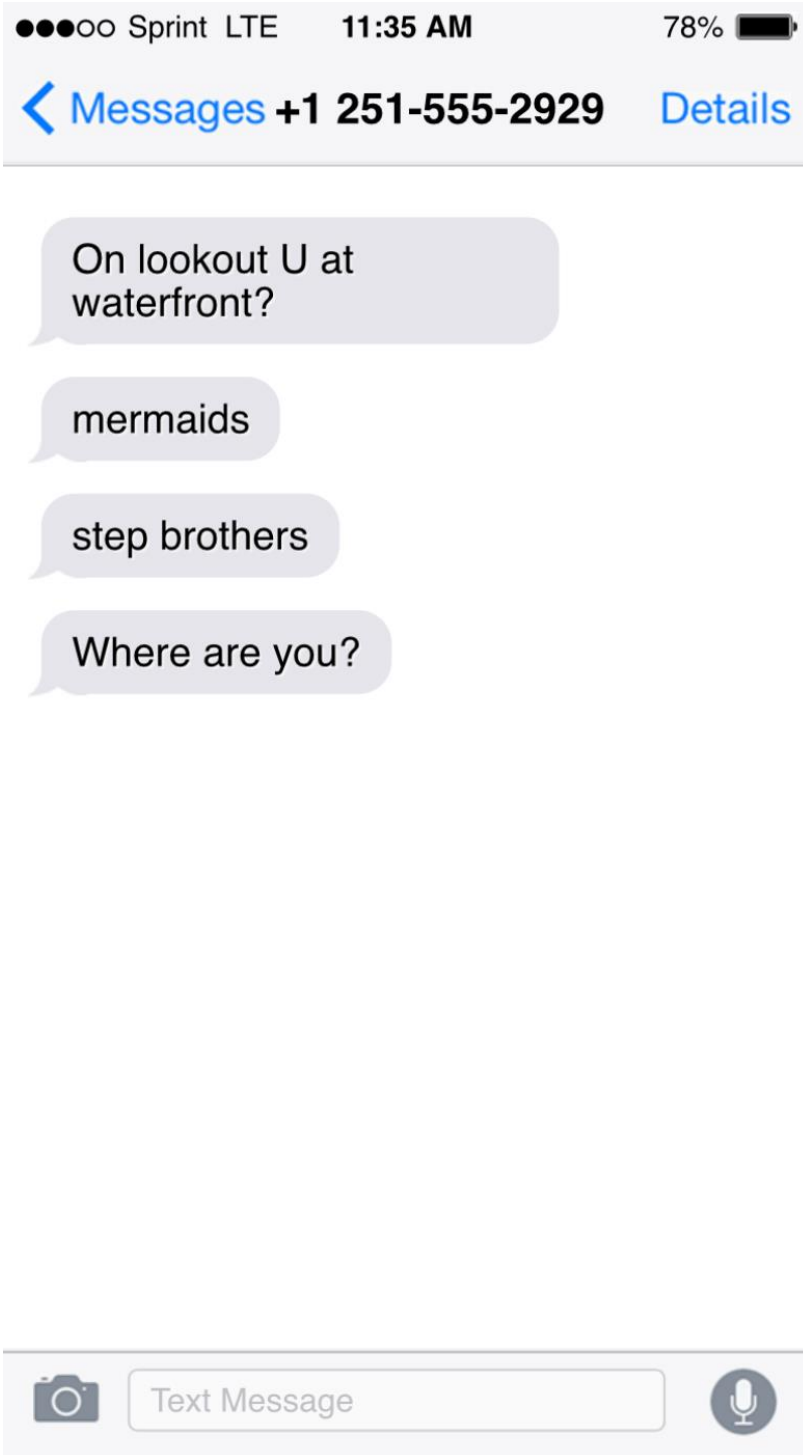 Sprint LTE 11:35 AM 78%
Messages +1 251-555-2929 Details
On lookout U at
waterfront?
mermaids
step brothers
Where are you?
Text Message